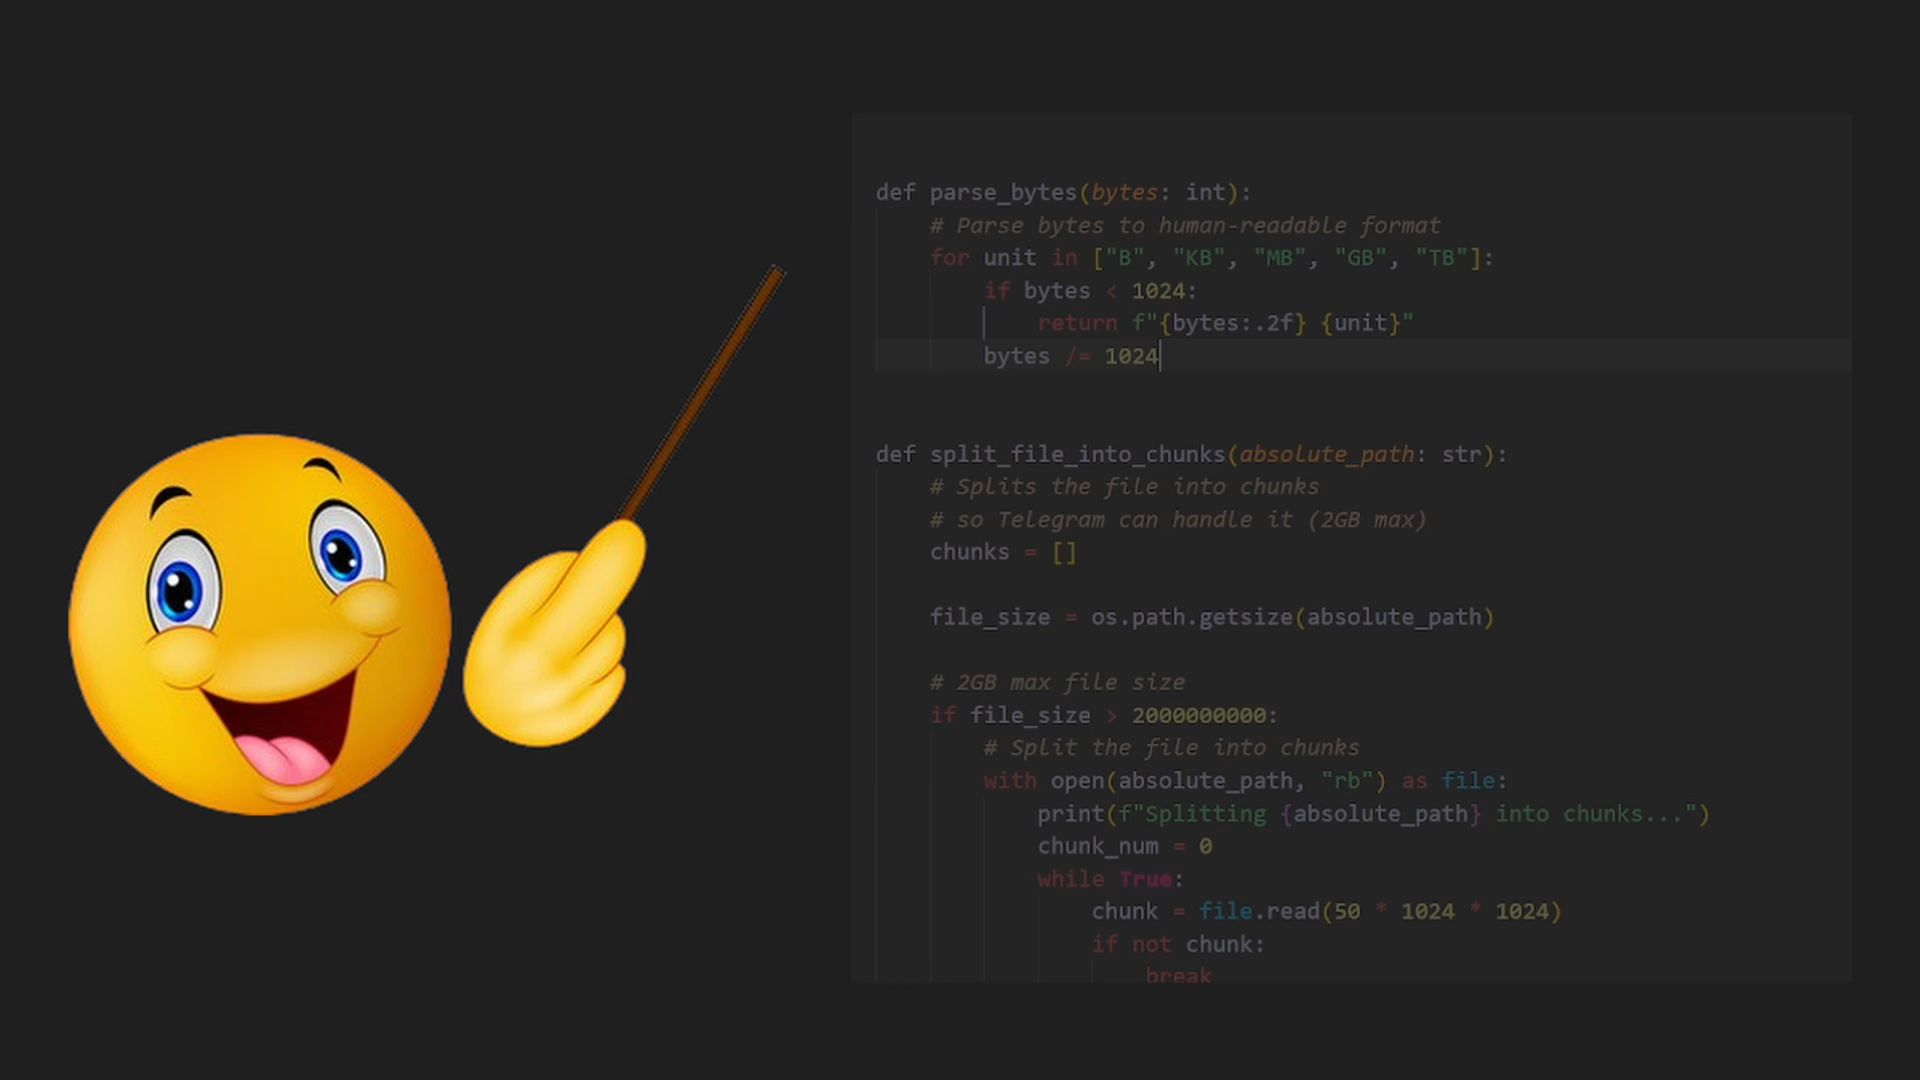 def parse_bytes(bytes: int):
# Parse bytes to human-readable format
for unit in ["B", "KB", "MB", "GB", "TB"]:
if bytes < 1024:
return f"{bytes:.2f} {unit}"
bytes /= 1024
def split_file_into_chunks(absolute_path: str):
# Splits the file into chunks
# so Telegram can handle it (2GB max)
chunks = []
file_size = os.path.getsize(absolute_path)
# 2GB max file size
if file_size > 2000000000:
# Split the file into chunks
with open(absolute_path, "rb") as file:
print(f"Splitting {absolute_path} into chunks...")
chunk_num = 0
while True:
chunk = file.read(50 * 1024 * 1024)
if not chunk:
break